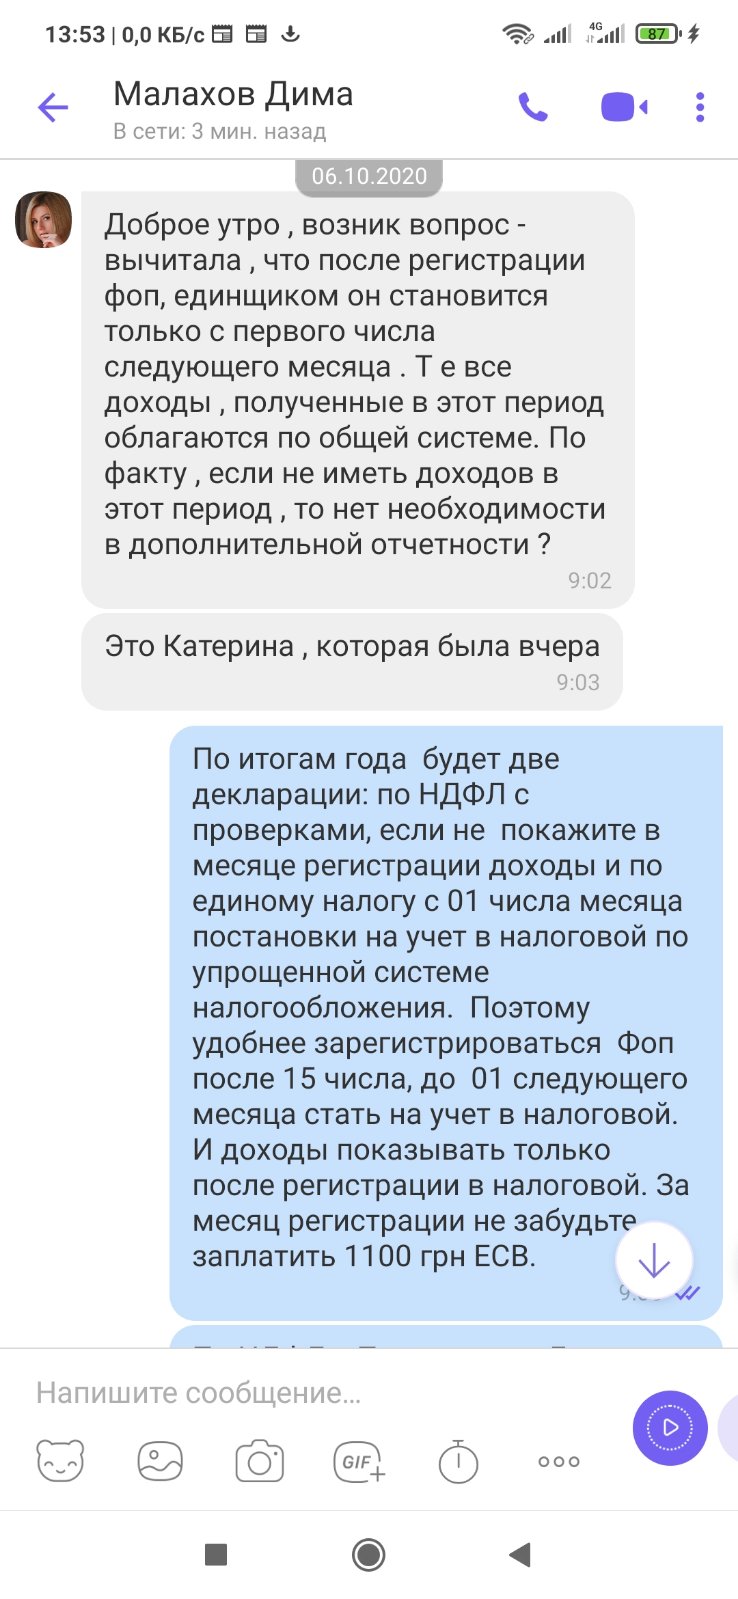 13:53 | 0,0 КБ/с
4G
87
Малахов Дима
В сети: 3 мин. назад
06.10.2020
Доброе утро , возник вопрос -
вычитала , что после регистрации
фоп, единщиком он становится
только с первого числа
следующего месяца . Т е все
доходы , полученные в этот период
облагаются по общей системе. По
факту , если не иметь доходов в
этот период , то нет необходимости
в дополнительной отчетности ?
9:02
Это Катерина , которая была вчера
9:03
По итогам года  будет две
декларации: по НДФЛ с
проверками, если не  покажите в
месяце регистрации доходы и по
единому налогу с 01 числа месяца
постановки на учет в налоговой по
упрощенной системе
налогообложения.  Поэтому
удобнее зарегистрироваться  Фоп
после 15 числа, до  01 следующего
месяца стать на учет в налоговой.
И доходы показывать только
после регистрации в налоговой. За
месяц регистрации не забудьте
заплатить 1100 грн ЕСВ.
Напишите сообщение...
GIF